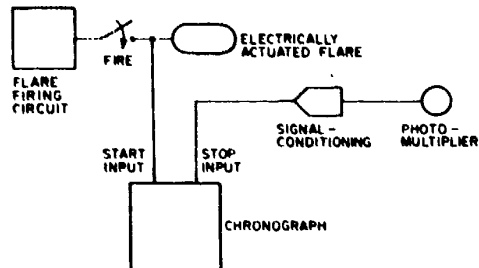 FIRE
ELECTRICALLY
ACTUATED FLARE
FLARE
FIRING
CIRCUIT
SIGNAL-
CONDITIONING
PHOTO-
MULTIPLIER
START
INPUT
STOP
INPUT
CHRONOGRAPH